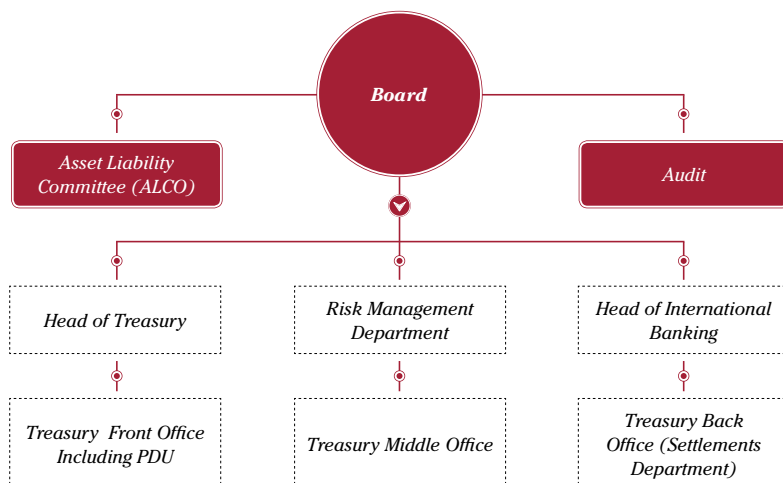 Board
Asset Liability
Committee (ALCO)
Audit
Head of Treasury
Risk Management
Department
Head of International
Banking
Treasury Front Office
Including PDU
Treasury Middle Office
Treasury Back
Office (Settlements
Department)